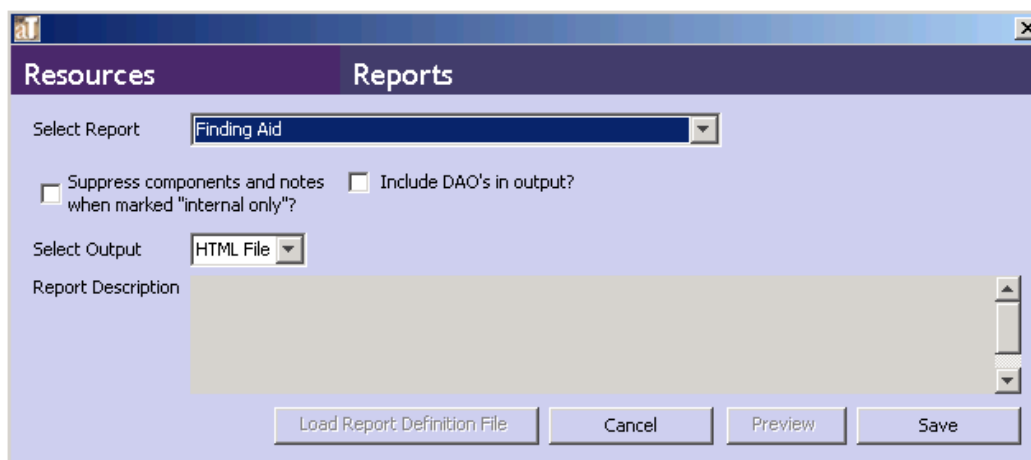 aT
Resources Reports
Select Report Finding Aid
Suppress components and notes
when marked "internal only"?
Include DAO's in output?
Select Output HTML File
Report Description
Load Report Definition File Cancel Preview Save